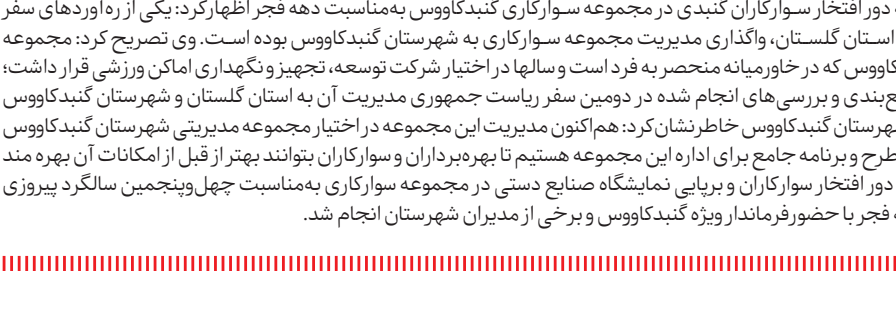 دور افتخار سوارکاران گنبدی در مجموعه سوارکاری گنبدکاووس به‌مناسبت دهه فجر اظهارکرد: یکی از ره آوردهای سفر
استان گلستان، واگذاری مدیریت مجموعه سوارکاری به شهرستان گنبدکاووس بوده است. وی تصریح کرد: مجموعه
کاووس که در خاورمیانه منحصر به فرد است و سالها در اختیار شرکت توسعه، تجهیز و نگهداری اماکن ورزشی قرار داشت؛
ع‌بندی و بررسی‌های انجام شده در دومین سفر ریاست جمهوری مدیریت آن به استان گلستان و شهرستان گنبدکاووس
هرستان گنبدکاووس خاطرنشان‌کرد: هم‌اکنون مدیریت این مجموعه در اختیار مجموعه مدیریتی شهرستان گنبدکاووس
طرح و برنامه جامع برای اداره این مجموعه هستیم تا بهره‌برداران و سوارکاران بتوانند بهتر از قبل از امکانات آن بهره مند
دور افتخار سوارکاران و برپایی نمایشگاه صنایع دستی در مجموعه سوارکاری به‌مناسبت چهل‌وپنجمین سالگرد پیروزی
فجر با حضورفرماندار ویژه گنبدکاووس و برخی از مدیران شهرستان انجام شد.